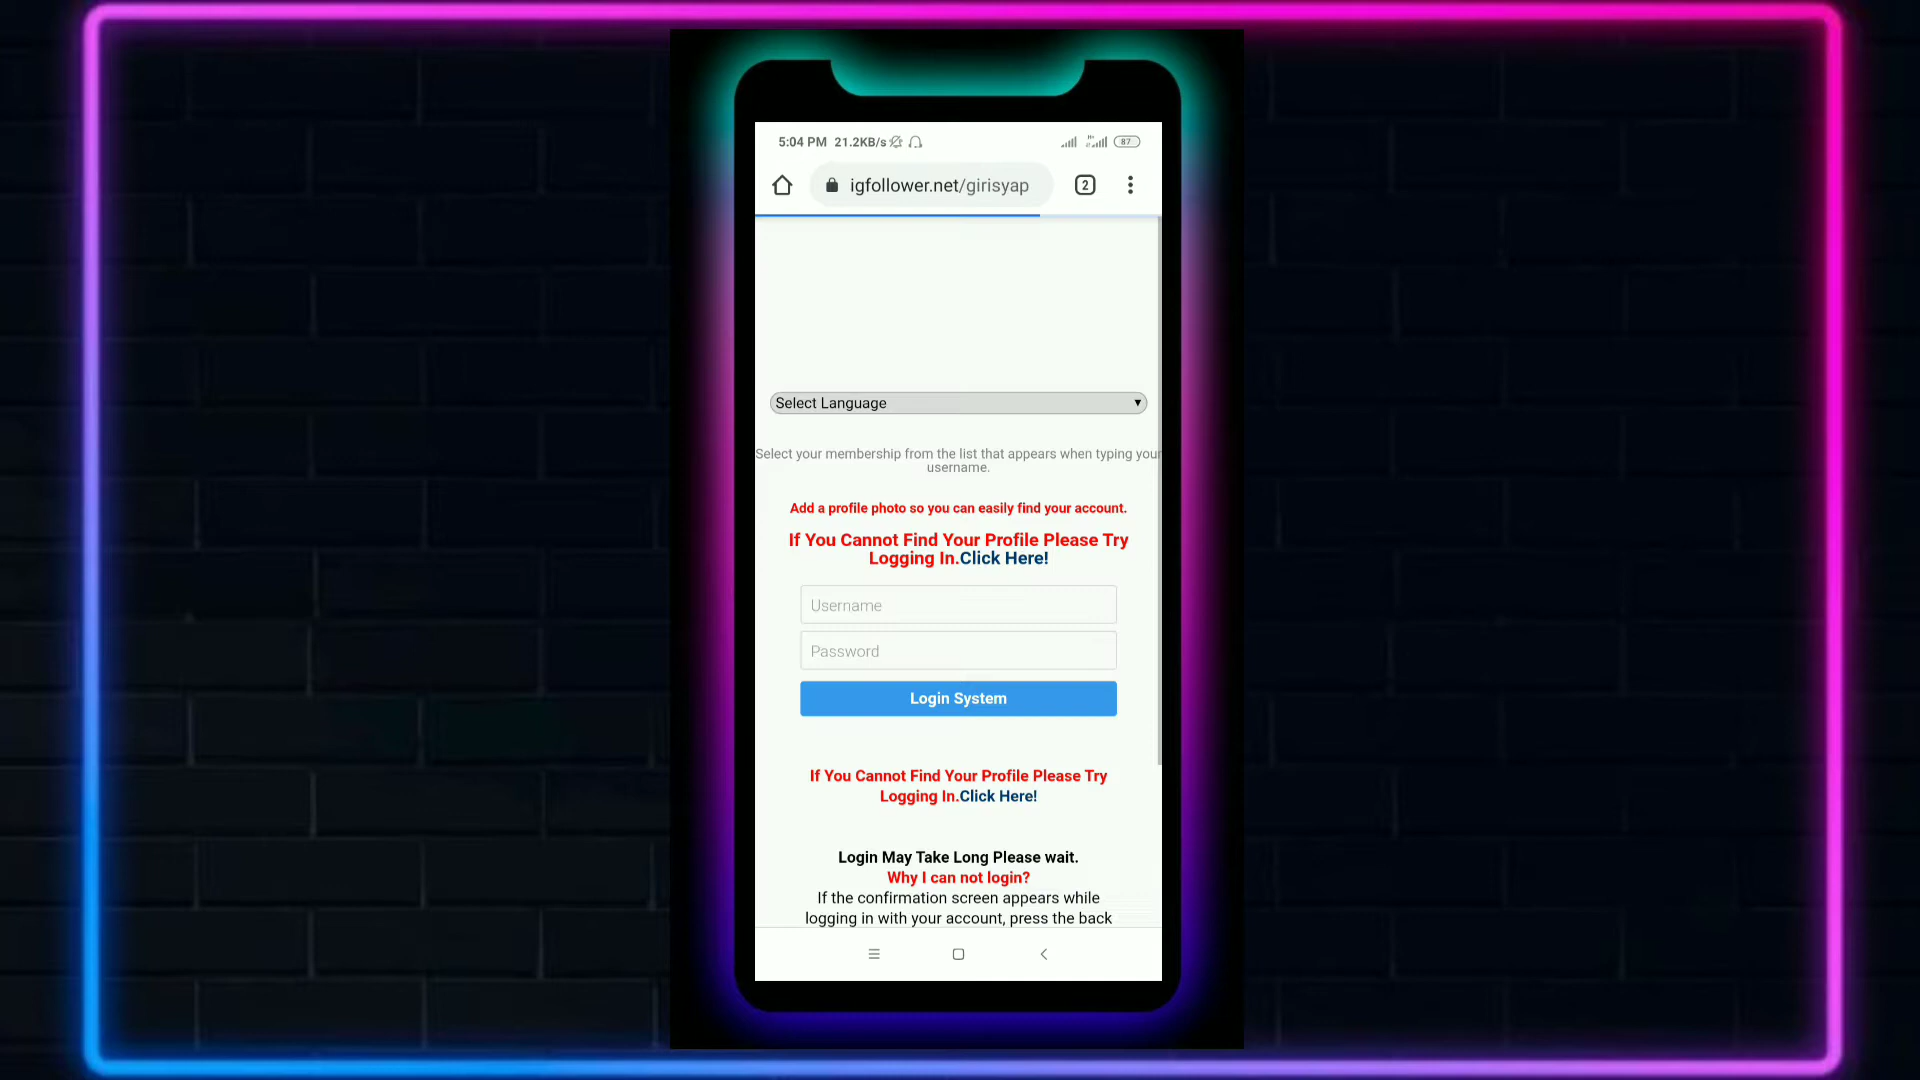 5:04 PM 21.2KB/s
87
igfollower.net/girisyap
2
Select Language
Select your membership from the list that appears when typing your
username.
Add a profile photo so you can easily find your account.
If You Cannot Find Your Profile Please Try
Logging In.Click Here!
Username
Password
Login System
If You Cannot Find Your Profile Please Try
Logging In.Click Here!
Login May Take Long Please wait.
Why I can not login?
If the confirmation screen appears while
logging in with your account, press the back